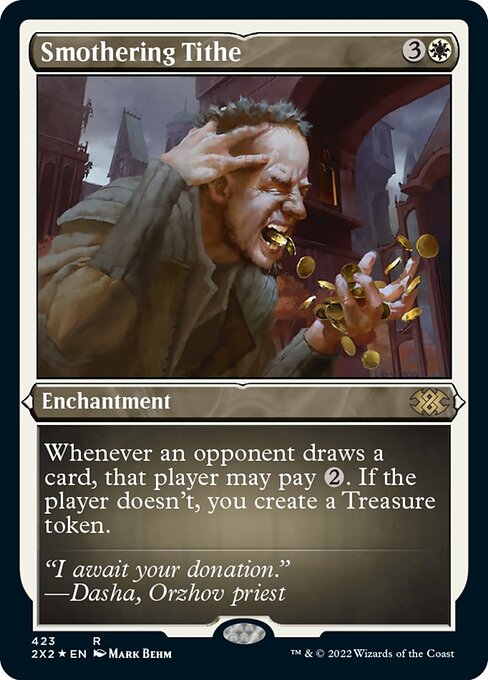 Smothering Tithe 3
Enchantment
Whenever an opponent draws a
card, that player may pay 2. If the
player doesn't, you create a Treasure
token.
“I await your donation.”
—Dasha, Orzhov priest
423 R
2X2 ★ EN Mark Behm
™ & © 2022 Wizards of the Coast